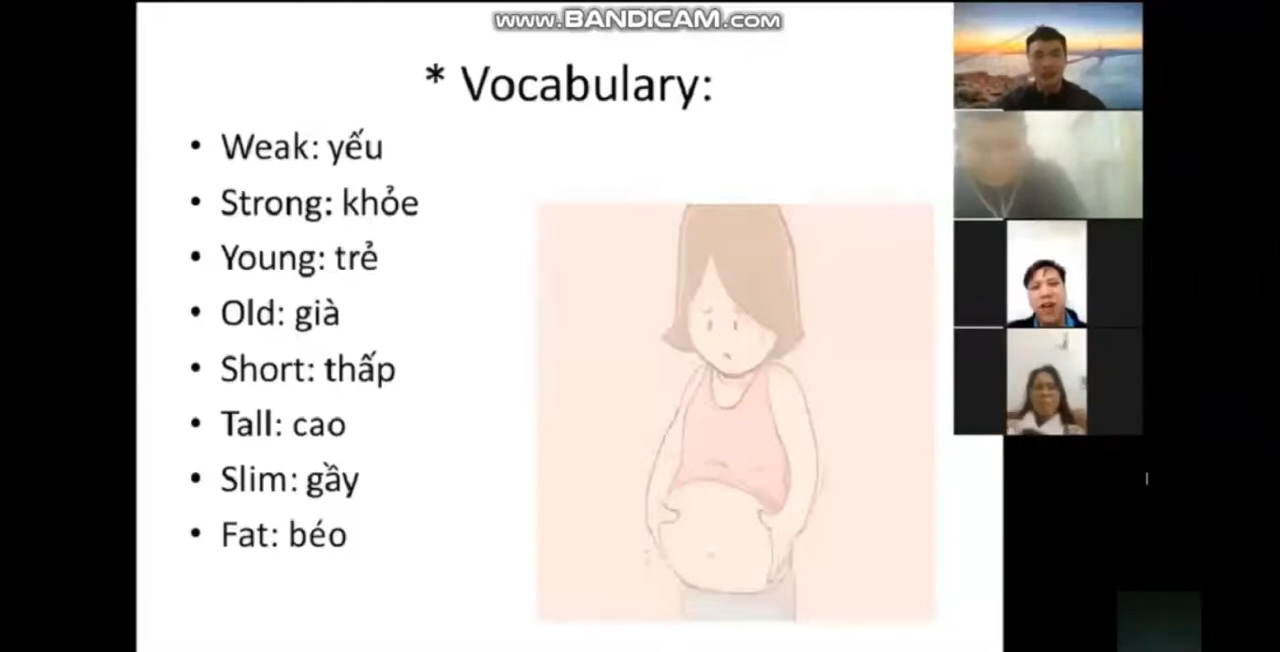 www.BANDICAM.com
* Vocabulary:
• Weak: yếu
• Strong: khỏe
• Young: trẻ
• Old: già
• Short: thấp
• Tall: cao
• Slim: gầy
• Fat: béo